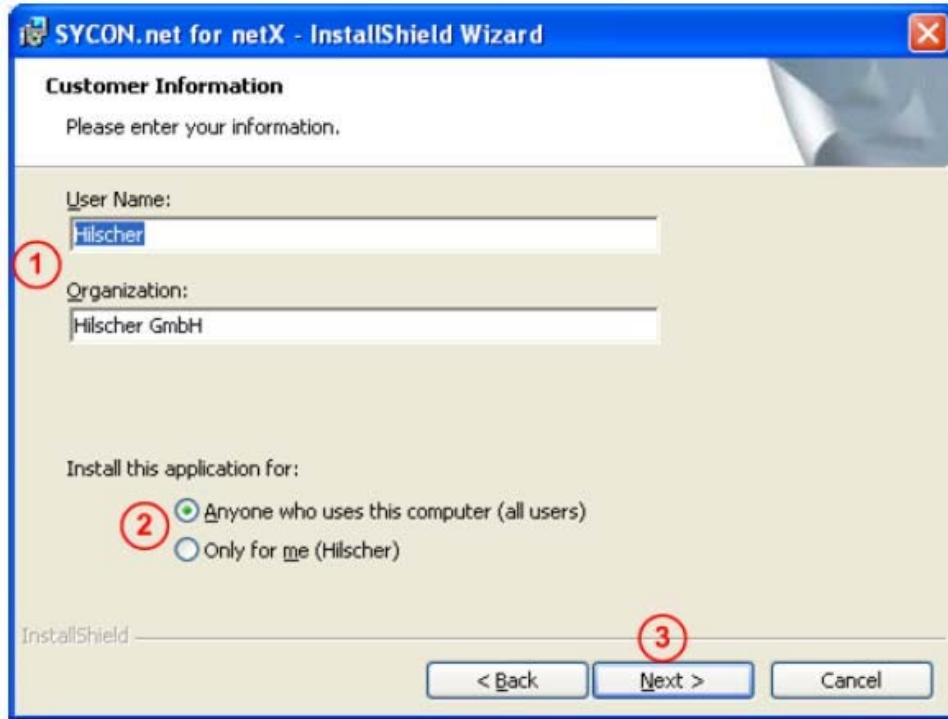 SYCON.net for netX - InstallShield Wizard
Customer Information
Please enter your information.
User Name:
Hilscher
1
Organization:
Hilscher GmbH
Install this application for:
2
Anyone who uses this computer (all users)
Only for me (Hilscher)
InstallShield
3
< Back
Next >
Cancel